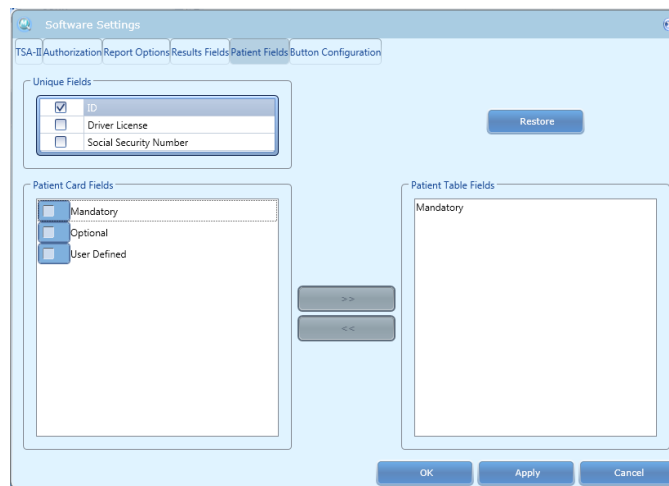 Software Settings
TSA-II Authorization Report Options Results Fields Patient Fields Button Configuration
Unique Fields
ID
Driver License
Social Security Number
Restore
Patient Card Fields
Mandatory
Optional
User Defined
>>
<<
Patient Table Fields
Mandatory
OK Apply Cancel